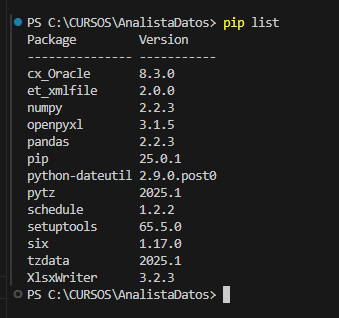 PS C:\CURSOS\AnalistaDatos> pip list
Package         Version
--------------- -----------
cx_Oracle       8.3.0
et_xmlfile      2.0.0
numpy           2.2.3
openpyxl        3.1.5
pandas          2.2.3
pip             25.0.1
python-dateutil 2.9.0.post0
pytz            2025.1
schedule        1.2.2
setuptools      65.5.0
six             1.17.0
tzdata          2025.1
XlsxWriter      3.2.3
PS C:\CURSOS\AnalistaDatos>